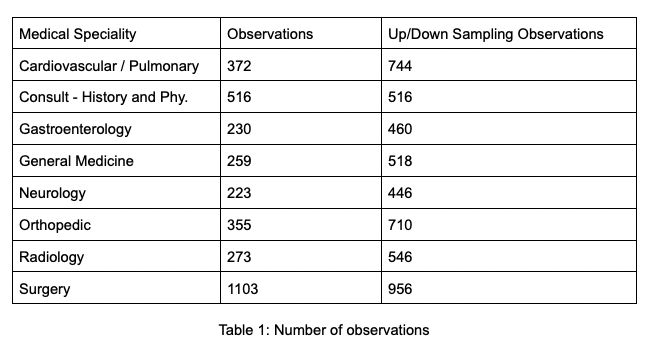 Medical Speciality Observations Up/Down Sampling Observations
Cardiovascular / Pulmonary 372 744
Consult - History and Phy. 516 516
Gastroenterology 230 460
General Medicine 259 518
Neurology 223 446
Orthopedic 355 710
Radiology 273 546
Surgery 1103 956
Table 1: Number of observations